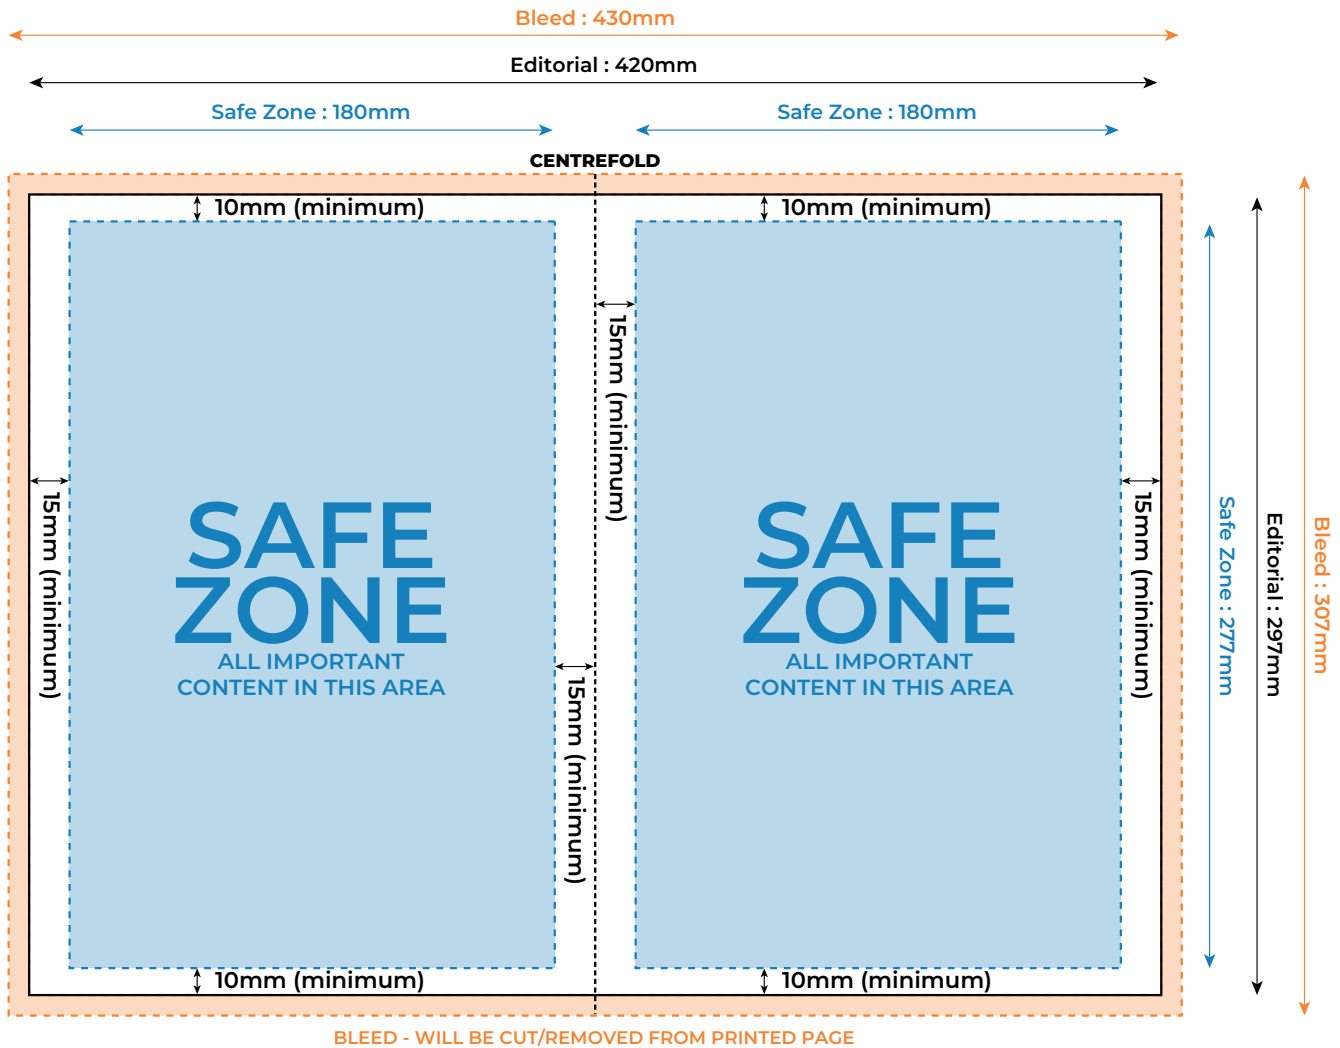 Bleed : 430mm
Editorial : 420mm
Safe Zone : 180mm
Safe Zone : 180mm
CENTREFOLD
10mm (minimum)
10mm (minimum)
15mm (minimum)
15mm (minimum)
SAFE
ZONE
ALL IMPORTANT
CONTENT IN THIS AREA
15mm (minimum)
SAFE
ZONE
ALL IMPORTANT
CONTENT IN THIS AREA
15mm (minimum)
Safe Zone : 277mm
Editorial : 297mm
Bleed : 307mm
10mm (minimum)
10mm (minimum)
BLEED - WILL BE CUT/REMOVED FROM PRINTED PAGE